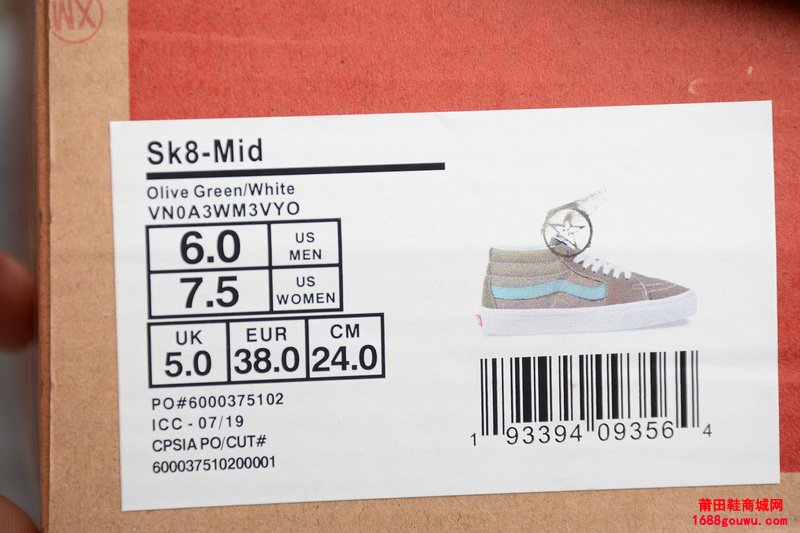 XM
Sk8-Mid
Olive Green/White
VN0A3WM3VYO
6.0 US MEN
7.5 US WOMEN
UK EUR CM
5.0 38.0 24.0
PO#6000375102
ICC - 07/19
CPSIA PO/CUT#
600037510200001
1 93394 09356 4
莆田鞋商城网
1688gouwu.com